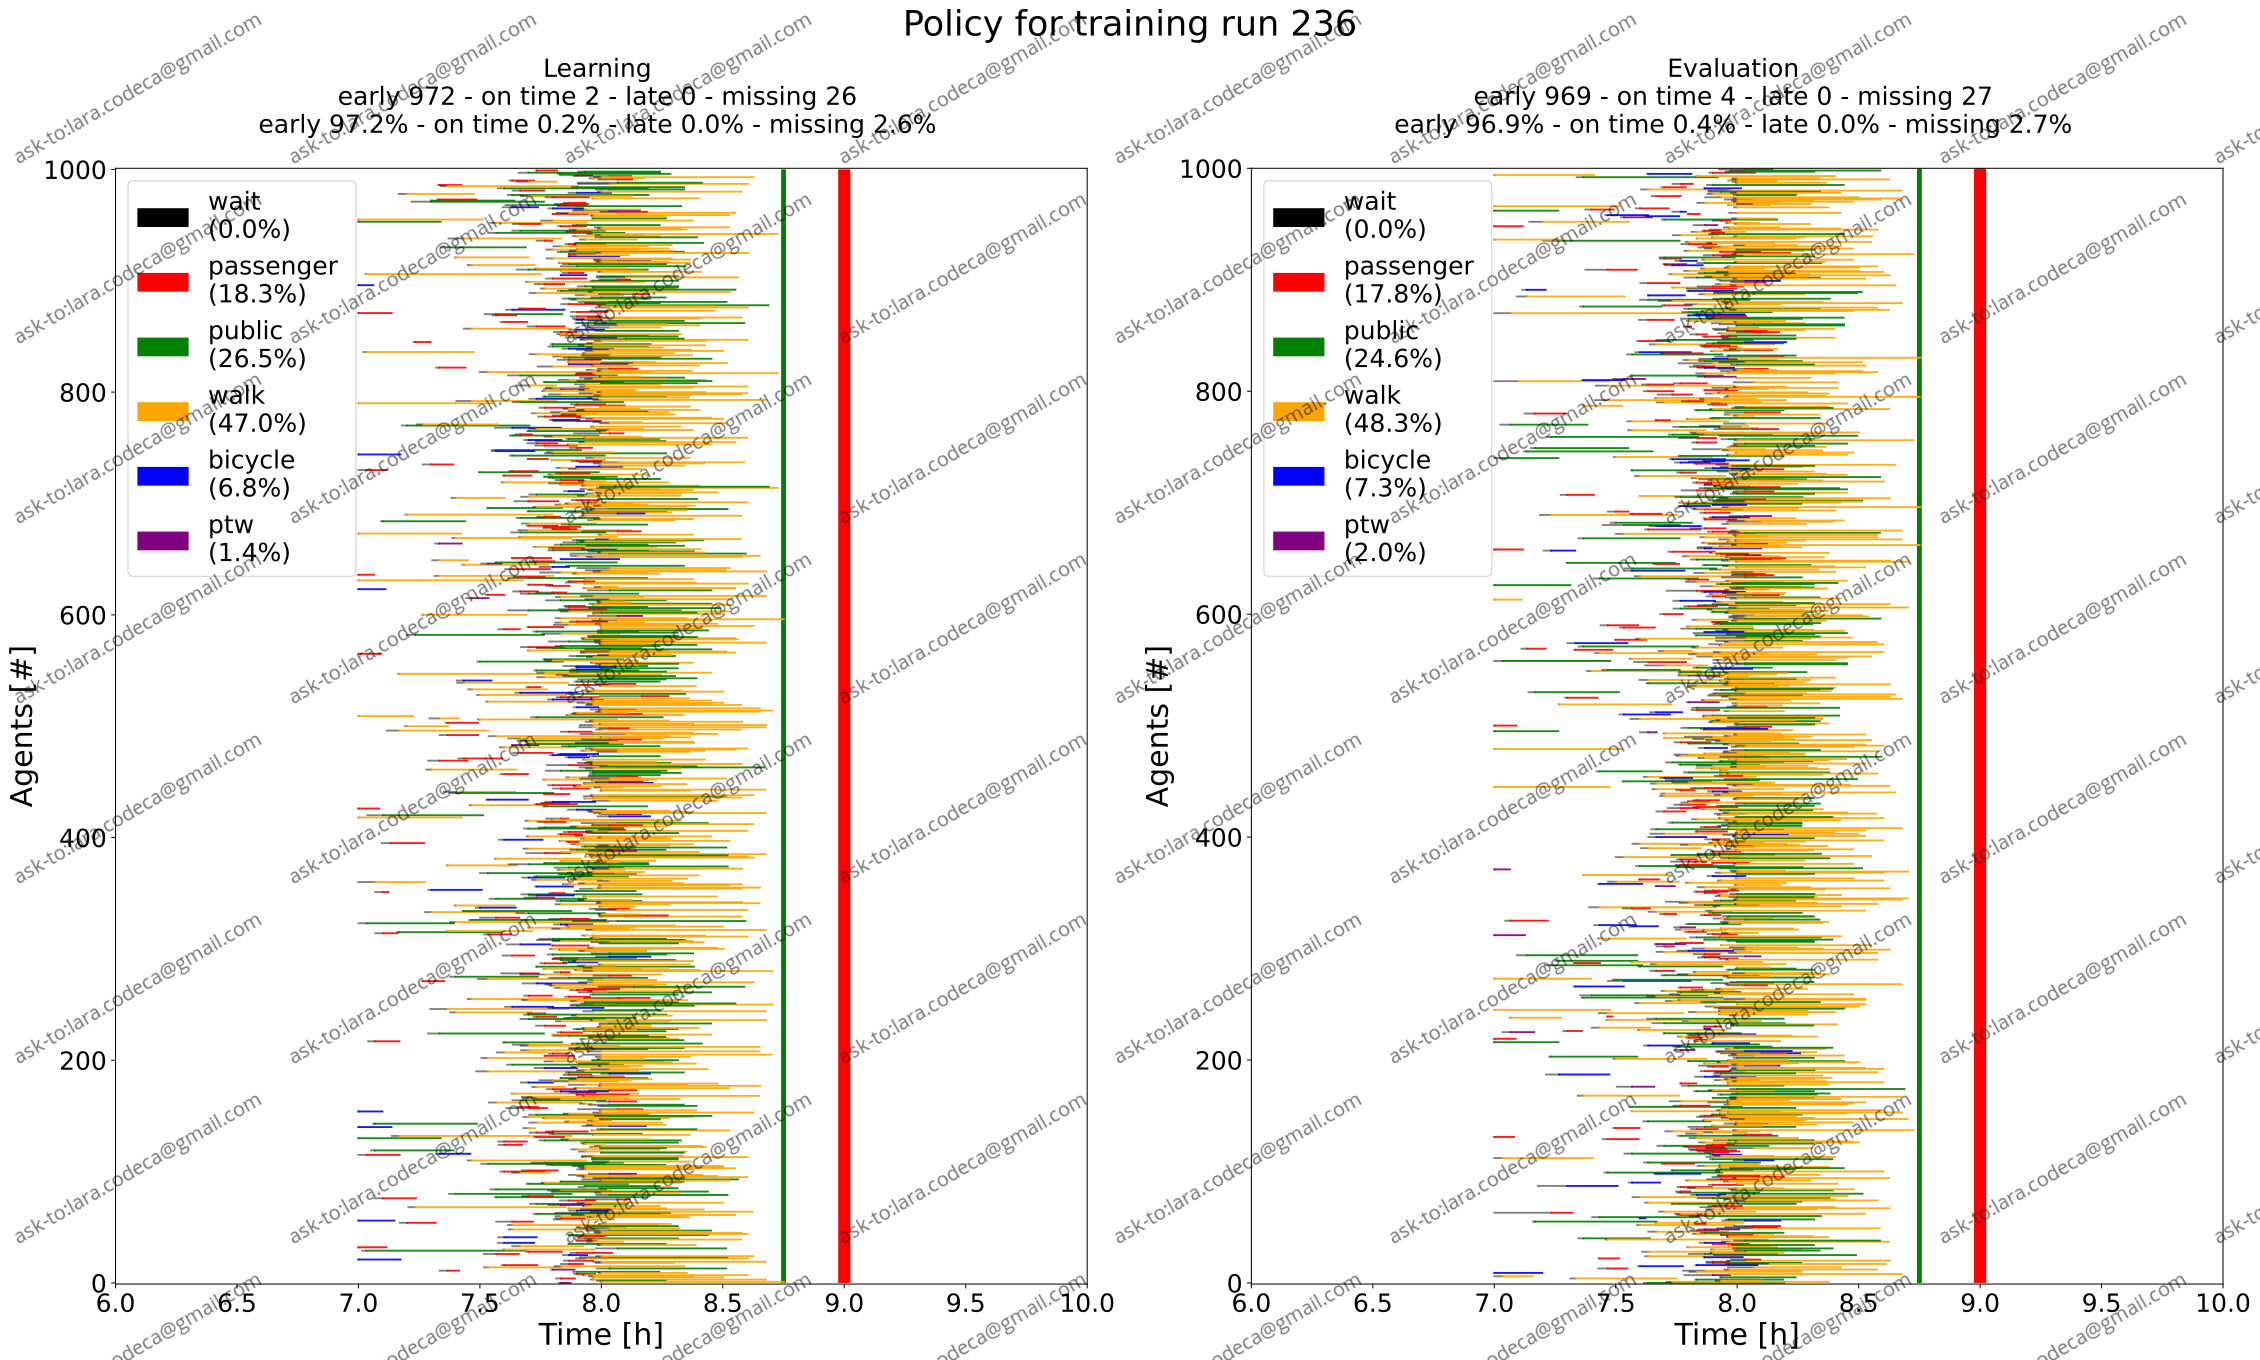 Policy for training run 236
Learning
early 972 - on time 2 - late 0 - missing 26
early 97.2% - on time 0.2% - late 0.0% - missing 2.6%
1000
800
600
400
200
0
Agents [#]
wait
(0.0%)
passenger
(18.3%)
public
(26.5%)
walk
(47.0%)
bicycle
(6.8%)
ptw
(1.4%)
6.0 6.5 7.0 7.5 8.0 8.5 9.0 9.5 10.0
Time [h]
Evaluation
early 969 - on time 4 - late 0 - missing 27
early 96.9% - on time 0.4% - late 0.0% - missing 2.7%
1000
800
600
400
200
0
Agents [#]
wait
(0.0%)
passenger
(17.8%)
public
(24.6%)
walk
(48.3%)
bicycle
(7.3%)
ptw
(2.0%)
6.0 6.5 7.0 7.5 8.0 8.5 9.0 9.5 10.0
Time [h]
ask-to:lara.codeca@gmail.com